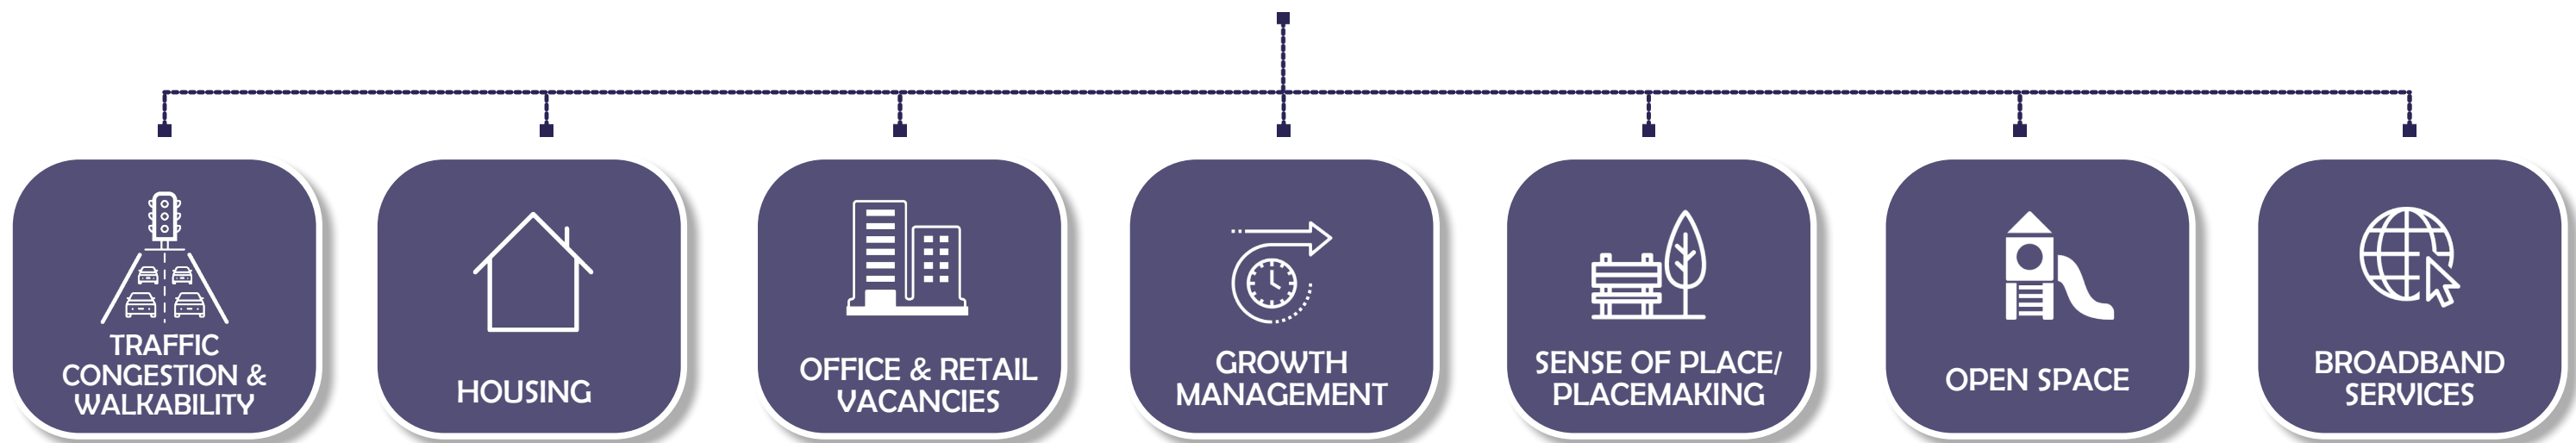 TRAFFIC
CONGESTION &
WALKABILITY
HOUSING
OFFICE & RETAIL
VACANCIES
GROWTH
MANAGEMENT
SENSE OF PLACE/
PLACEMAKING
OPEN SPACE
BROADBAND
SERVICES